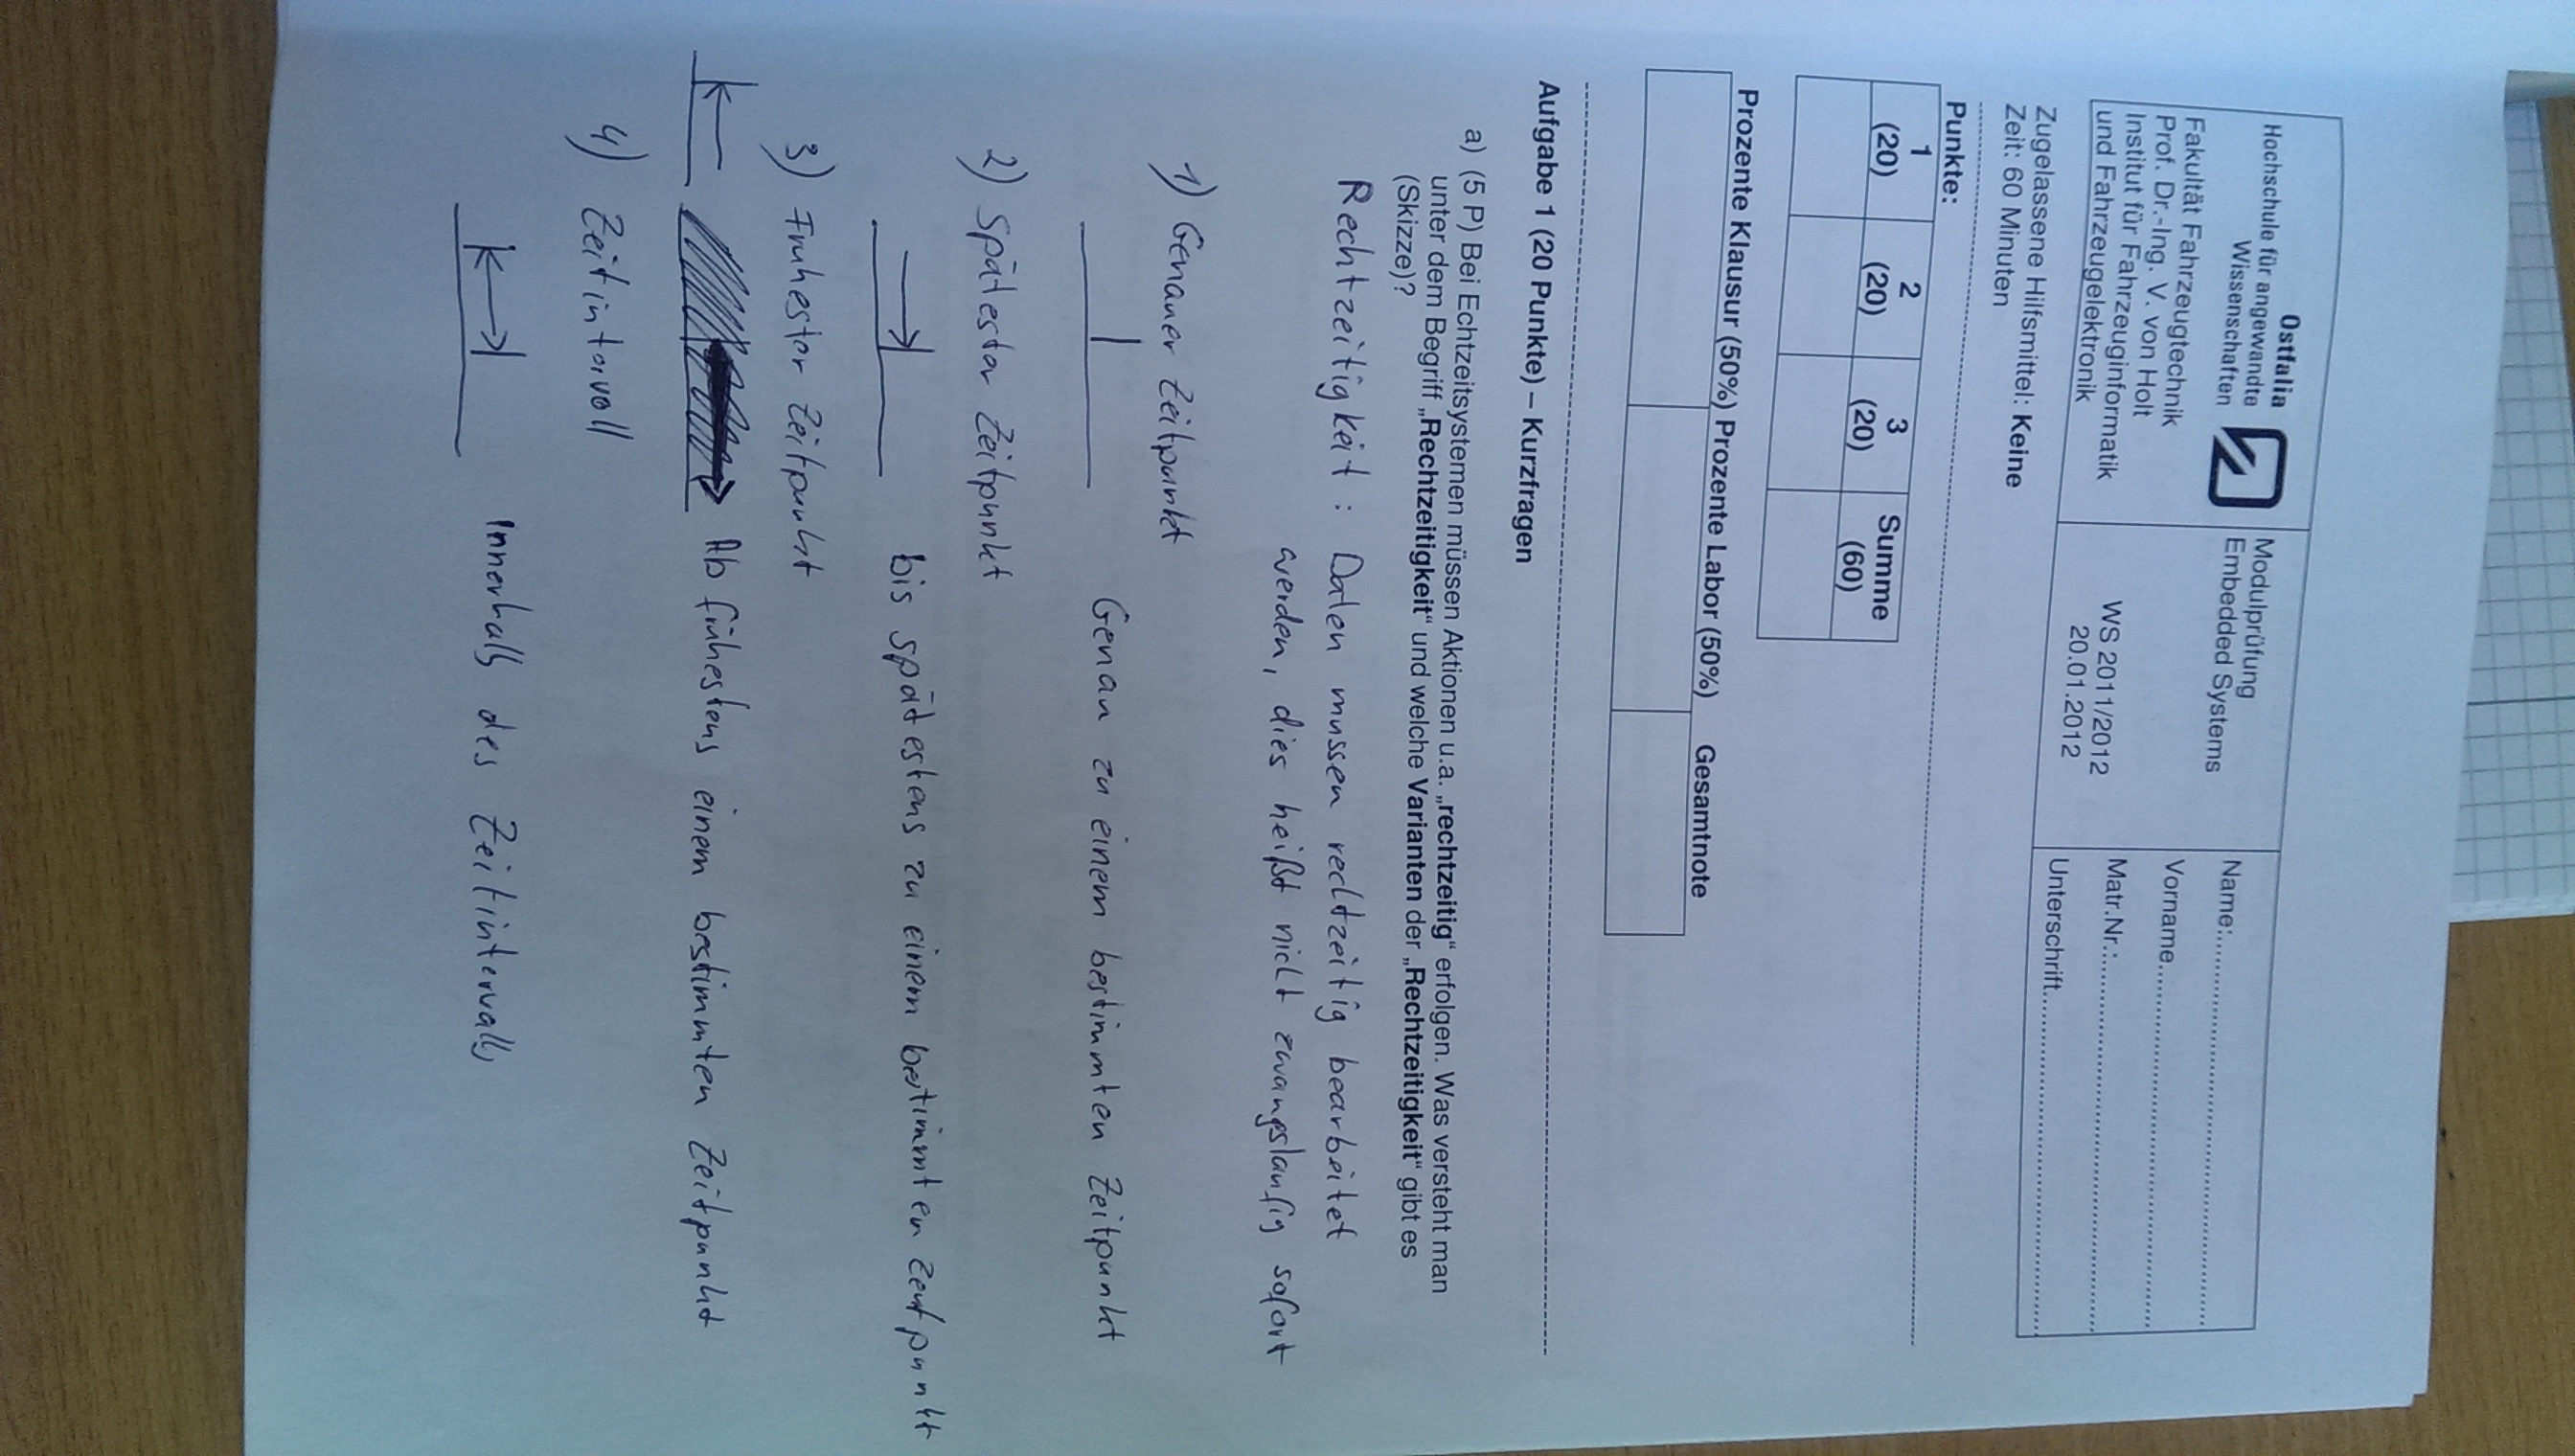 Ostfalia
Hochschule für angewandte
Wissenschaften
Fakultät Fahrzeugtechnik
Prof. Dr.-Ing. V. von Holt
Institut für Fahrzeuginformatik
und Fahrzeugelektronik
Modulprüfung
Embedded Systems
WS 2011/2012
20.01.2012
Name:
Vorname
Matr.Nr.:
Unterschrift
Zugelassene Hilfsmittel: Keine
Zeit: 60 Minuten
Punkte:
1 2 3 Summe
(20) (20) (20) (60)
Prozente Klausur (50%) Prozente Labor (50%) Gesamtnote
Aufgabe 1 (20 Punkte) – Kurzfragen
a) (5 P) Bei Echtzeitsystemen müssen Aktionen u.a. „rechtzeitig“ erfolgen. Was versteht man
unter dem Begriff „Rechtzeitigkeit“ und welche Varianten der „Rechtzeitigkeit“ gibt es
(Skizze)?
Rechtzeitigkeit: Daten mussen rechtzeitig bearbeitet
werden, dies heißt nicht zwangslaufig sofort
1) Genauer Zeitpunkt
Genau zu einem bestimmten Zeitpunkt
2) Spätester Zeitpunkt
bis spätestens zu einem bestimmten Zeitpunkt
3) Fruhester Zeitpunkt
Ab frühestens einem bestimmten Zeitpunkt
4) Zeitintervall
Innerhalb des Zeitintervalls